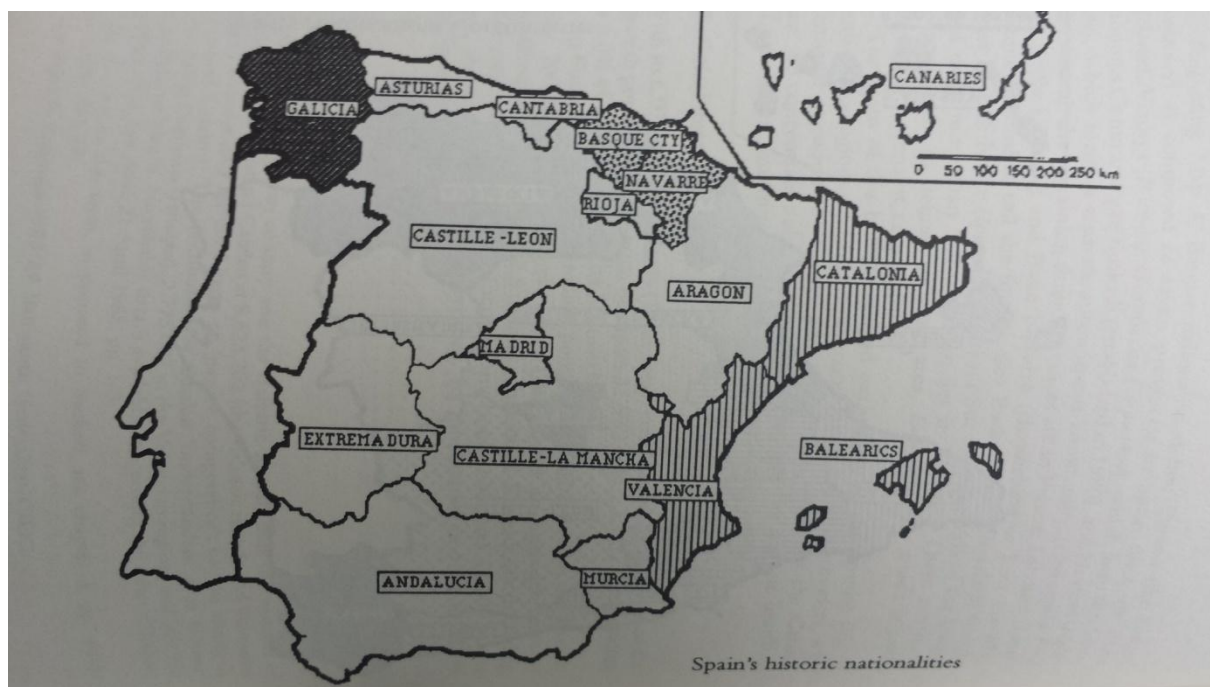 CANARIES
ASTURIAS
GALICIA
CANTABRIA
BASQUE CTY
NAVARRE
RIOJA
0 50 100 150 200 250 km
CASTILLE-LEON
CATALONIA
ARAGON
MADRID
EXTREMADURA
CASTILLE-LA MANCHA
BALEARICS
VALENCIA
ANDALUCIA
MURCIA
Spain's historic nationalities